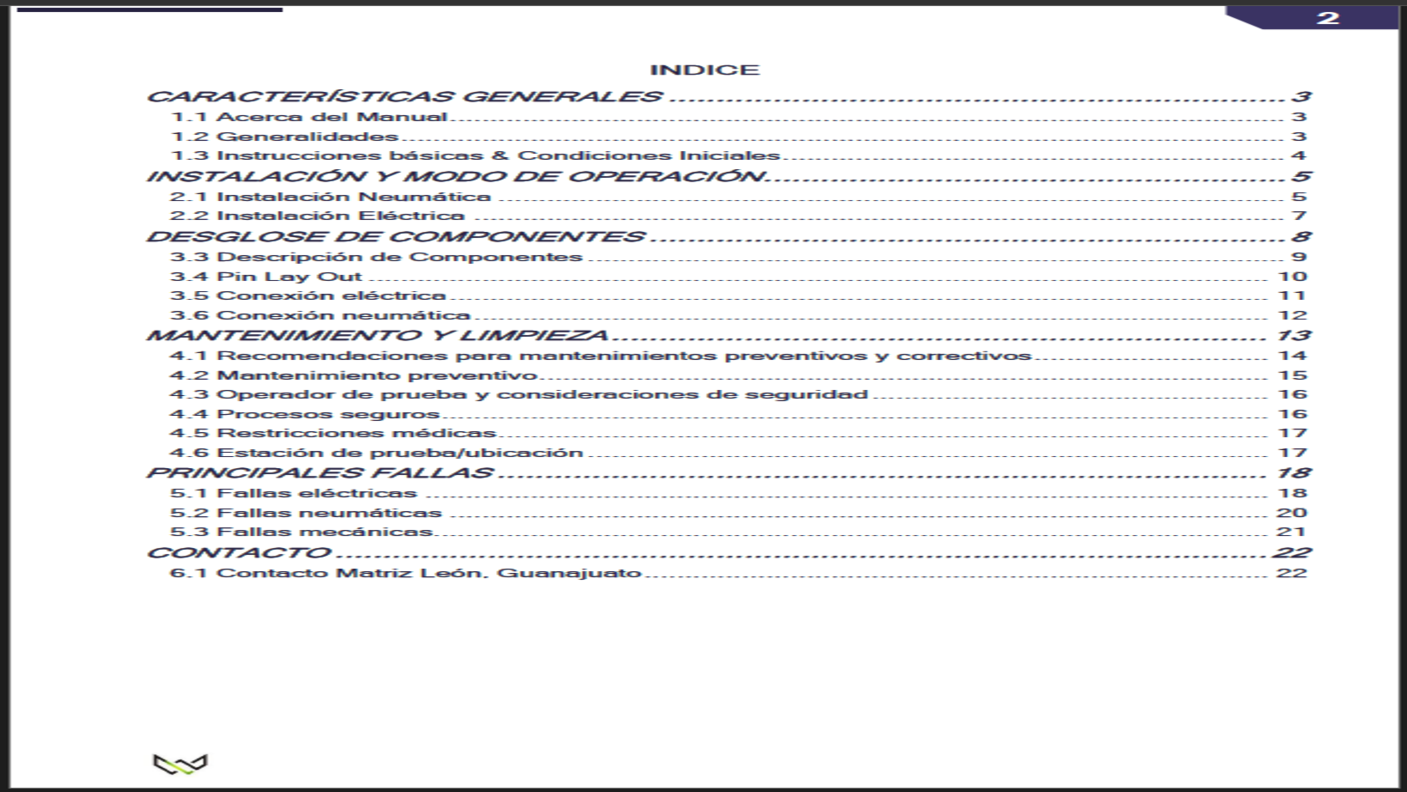 2
INDICE
CARACTERÍSTICAS GENERALES ........ 3
1.1 Acerca del Manual ........ 3
1.2 Generalidades ........ 3
1.3 Instrucciones básicas & Condiciones Iniciales ........ 4
INSTALACIÓN Y MODO DE OPERACIÓN ........ 5
2.1 Instalación Neumática ........ 5
2.2 Instalación Eléctrica ........ 7
DESGLOSE DE COMPONENTES ........ 8
3.3 Descripción de Componentes ........ 9
3.4 Pin Lay Out ........ 10
3.5 Conexión eléctrica ........ 11
3.6 Conexión neumática ........ 12
MANTENIMIENTO Y LIMPIEZA ........ 13
4.1 Recomendaciones para mantenimientos preventivos y correctivos ........ 14
4.2 Mantenimiento preventivo ........ 15
4.3 Operador de prueba y consideraciones de seguridad ........ 16
4.4 Procesos seguros ........ 16
4.5 Restricciones médicas ........ 17
4.6 Estación de prueba/ubicación ........ 17
PRINCIPALES FALLAS ........ 18
5.1 Fallas eléctricas ........ 18
5.2 Fallas neumáticas ........ 20
5.3 Fallas mecánicas ........ 21
CONTACTO ........ 22
6.1 Contacto Matriz León, Guanajuato ........ 22